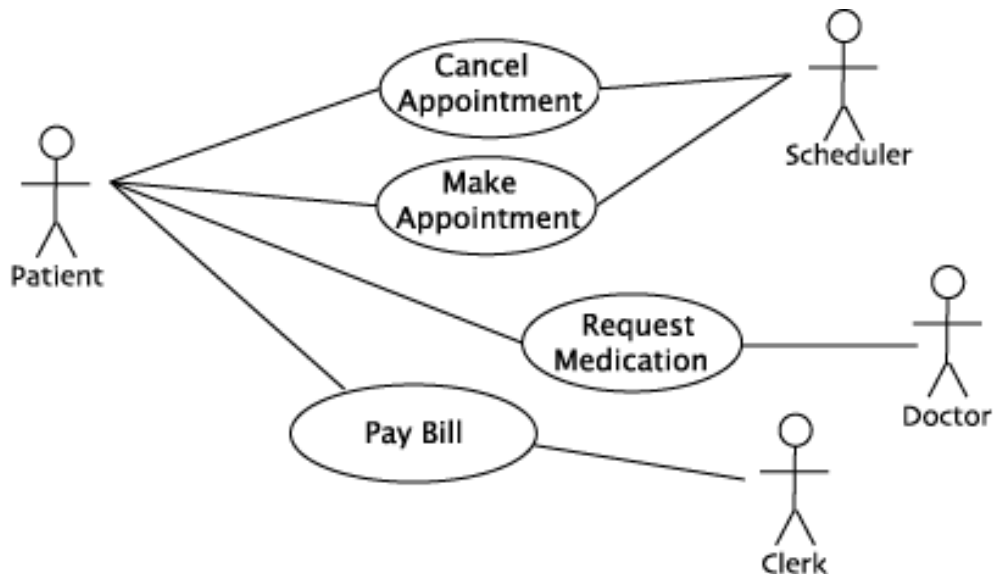 Cancel
Appointment
Scheduler
Make
Appointment
Patient
Request
Medication
Doctor
Pay Bill
Clerk